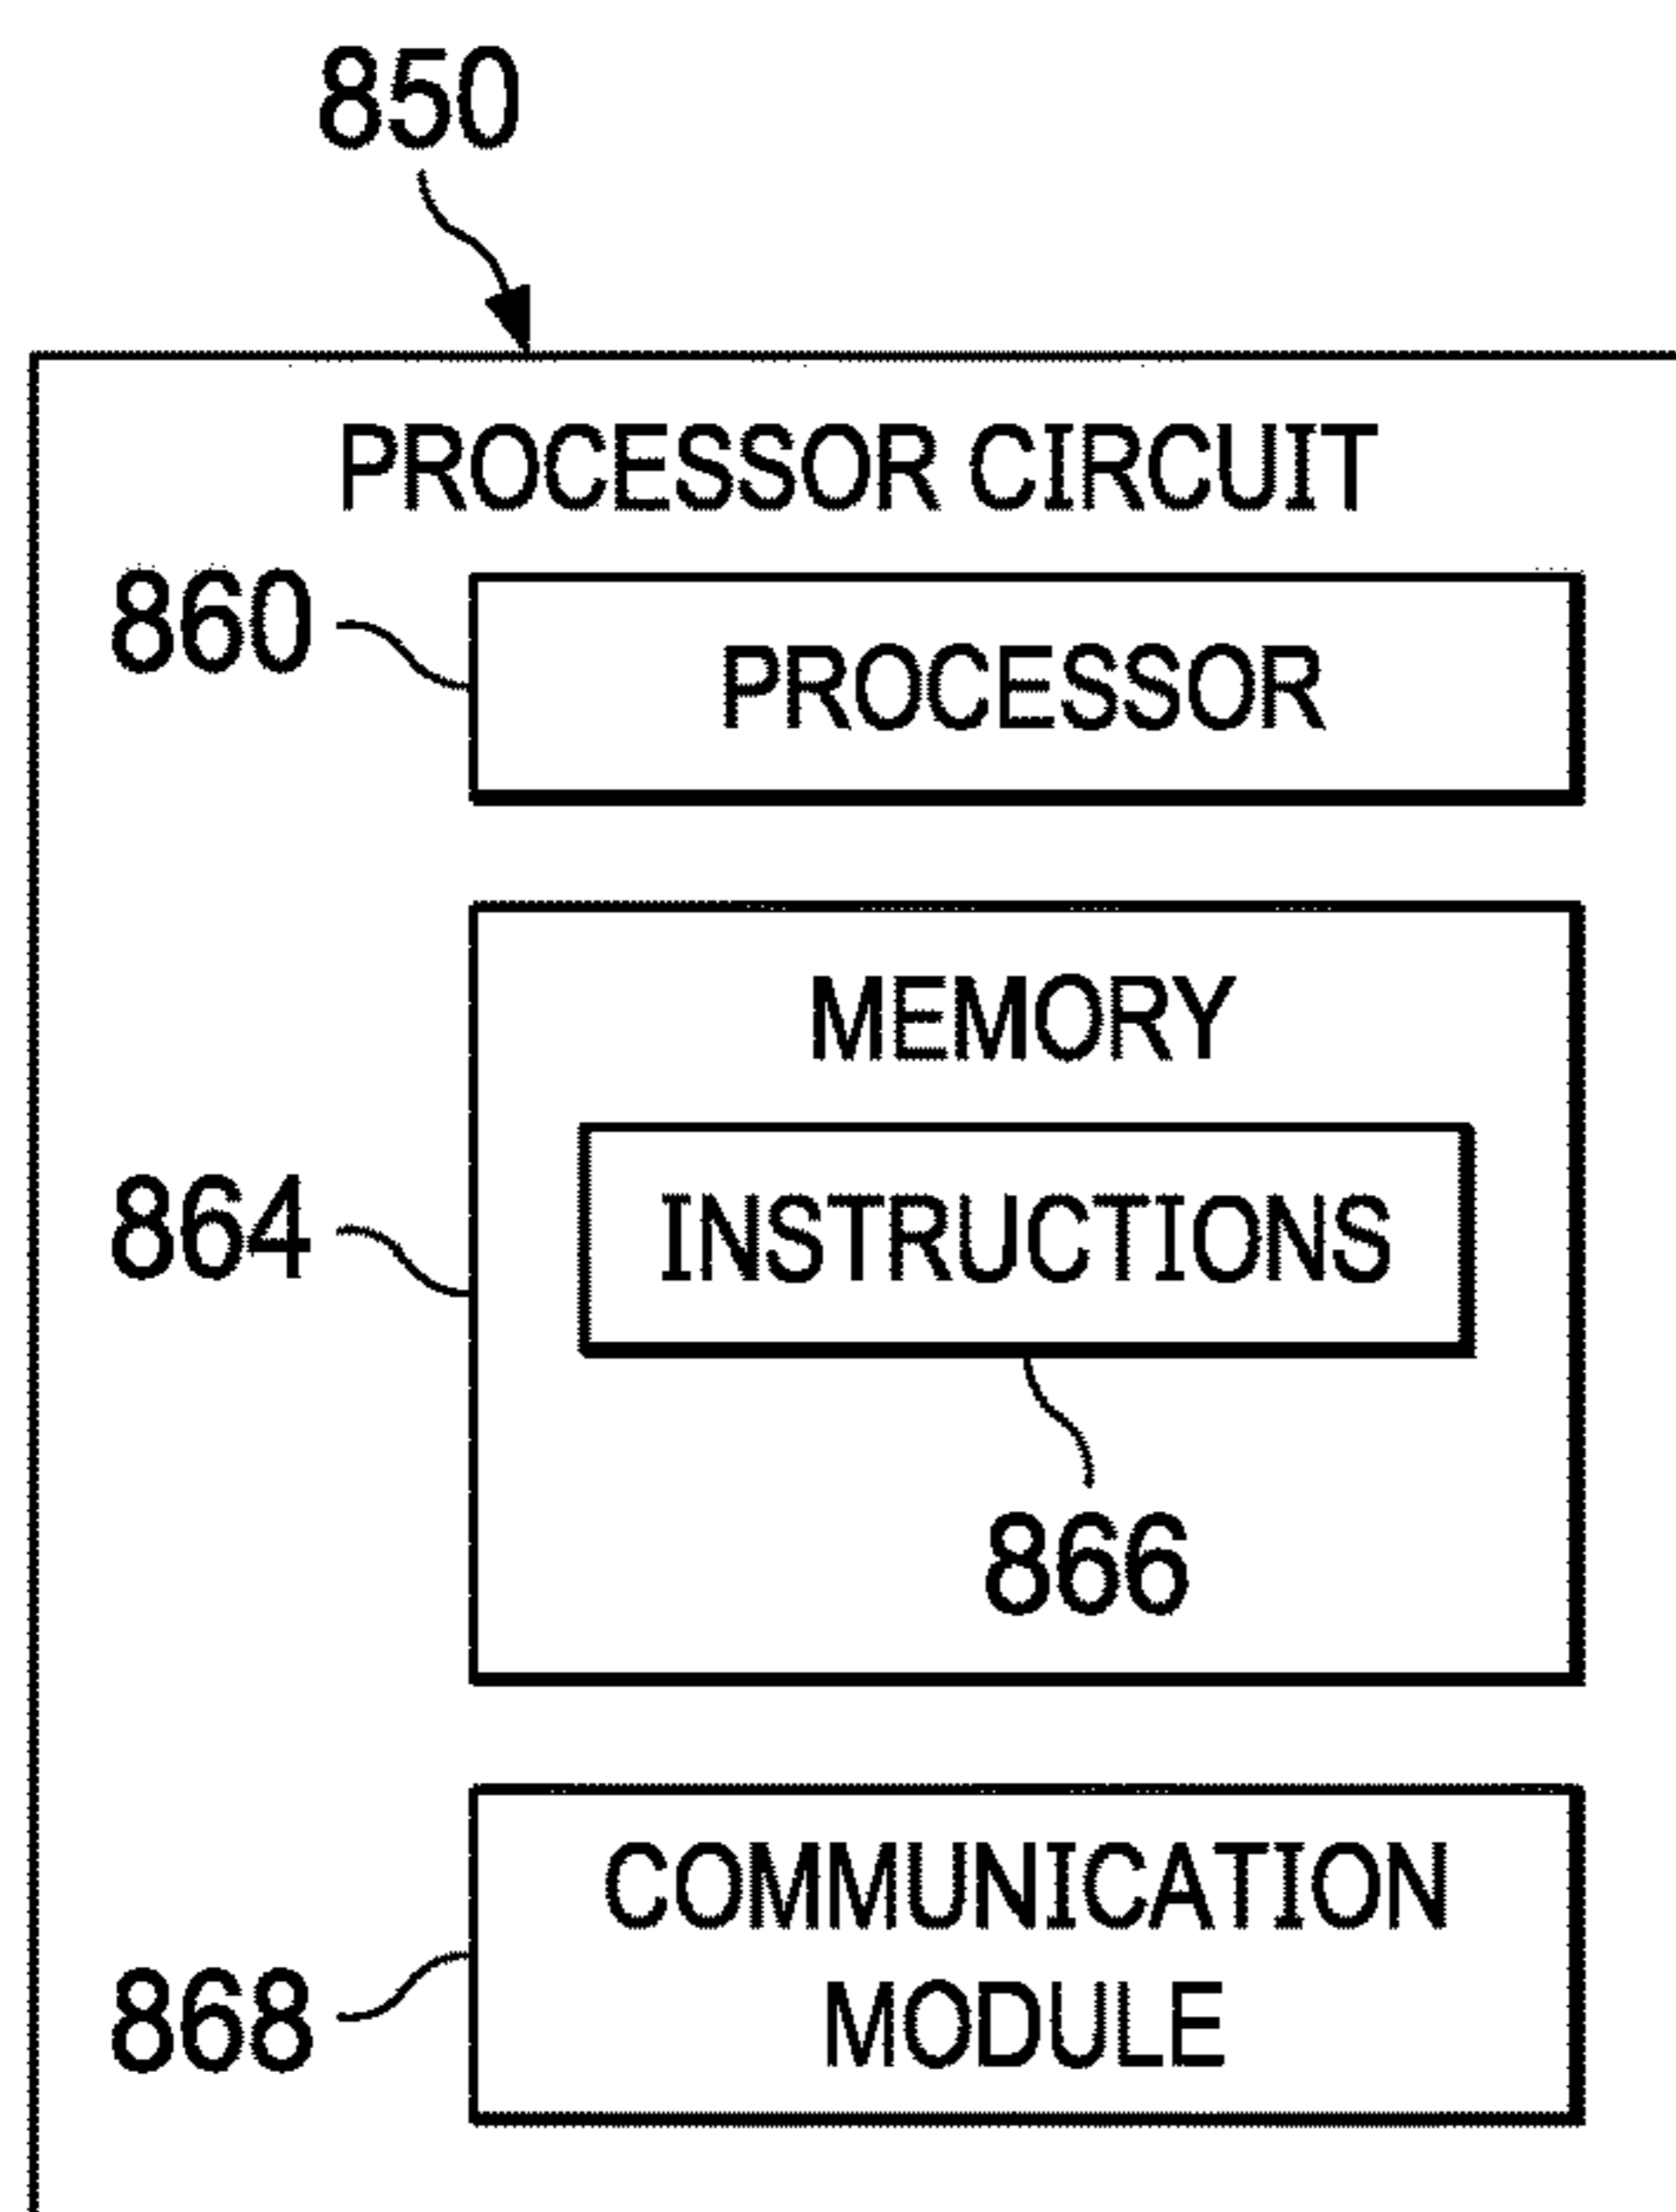 850
PROCESSOR CIRCUIT
860
PROCESSOR
MEMORY
864
INSTRUCTIONS
866
COMMUNICATION
MODULE
868